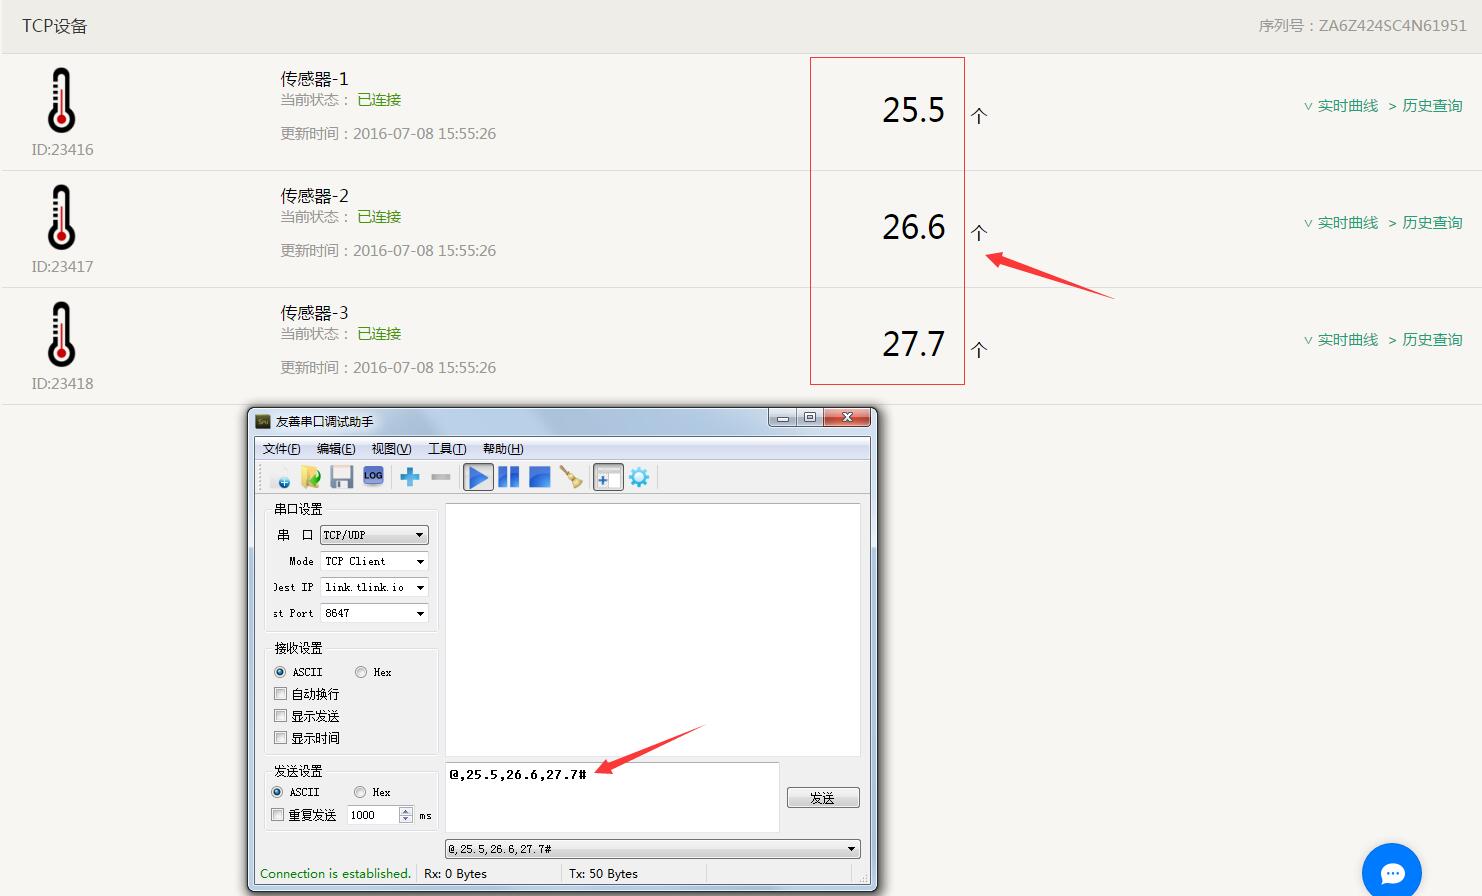 TCP设备
序列号：ZA6Z424SC4N61951
传感器-1
当前状态： 已连接
更新时间：2016-07-08 15:55:26
ID:23416
25.5 个
∨ 实时曲线 > 历史查询
传感器-2
当前状态： 已连接
更新时间：2016-07-08 15:55:26
ID:23417
26.6 个
∨ 实时曲线 > 历史查询
传感器-3
当前状态： 已连接
更新时间：2016-07-08 15:55:26
ID:23418
27.7 个
∨ 实时曲线 > 历史查询
友善串口调试助手
文件(F) 编辑(E) 视图(V) 工具(T) 帮助(H)
LOG
串口设置
串 口 TCP/UDP
Mode TCP Client
Dest IP link.tlink.io
st Port 8647
接收设置
ASCII Hex
自动换行
显示发送
显示时间
发送设置
ASCII Hex
重复发送 1000 ms
@,25.5,26.6,27.7#
发送
@,25.5,26.6,27.7#
Connection is established. Rx: 0 Bytes Tx: 50 Bytes